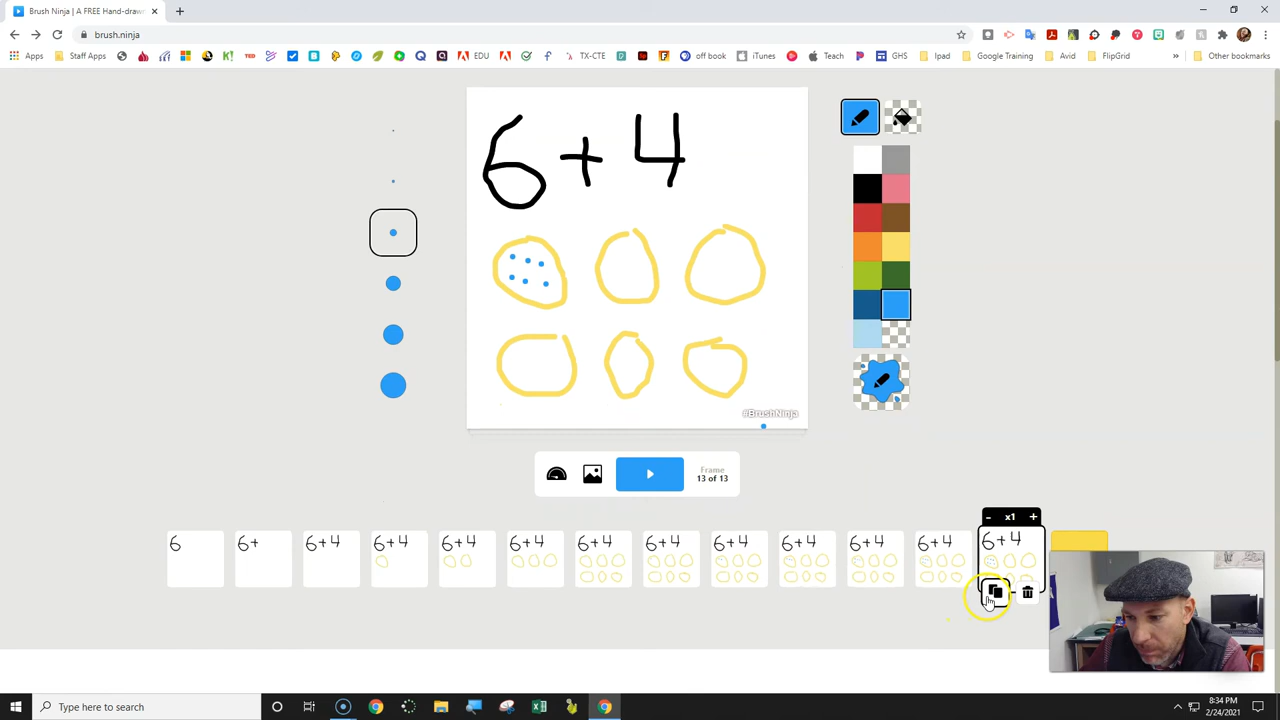 Brush Ninja | A FREE Hand-drawn
brush.ninja
Apps Staff Apps TED EDU TX-CTE off book iTunes Teach GHS Ipad Google Training Avid FlipGrid » Other bookmarks
6+4
#BrushNinja
Frame
13 of 13
- x1 +
6 6+ 6+4 6+4 6+4 6+4 6+4 6+4 6+4 6+4 6+4 6+4 6+4
Type here to search
8:34 PM
2/24/2021